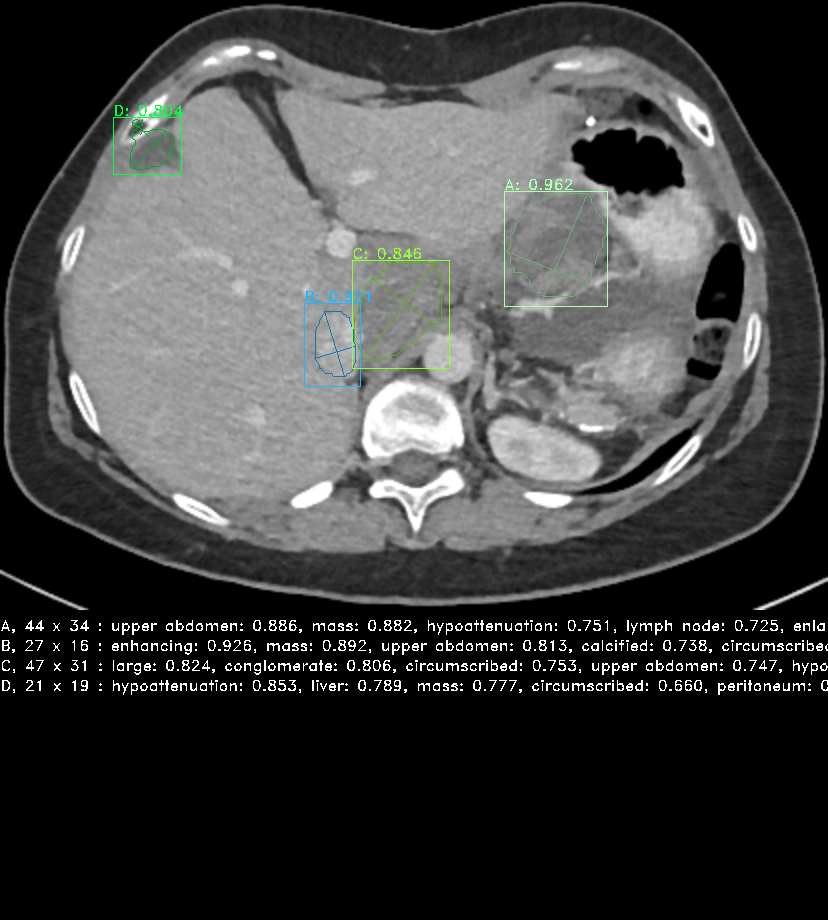 D: 0.804
A: 0.962
C: 0.846
A, 44 x 34 : upper abdomen: 0.886, mass: 0.882, hypoattenuation: 0.751, lymph node: 0.725, enla
B, 27 x 16 : enhancing: 0.926, mass: 0.892, upper abdomen: 0.813, calcified: 0.738, circumscribed
C, 47 x 31 : large: 0.824, conglomerate: 0.806, circumscribed: 0.753, upper abdomen: 0.747, hypo
D, 21 x 19 : hypoattenuation: 0.853, liver: 0.789, mass: 0.777, circumscribed: 0.660, peritoneum: 0